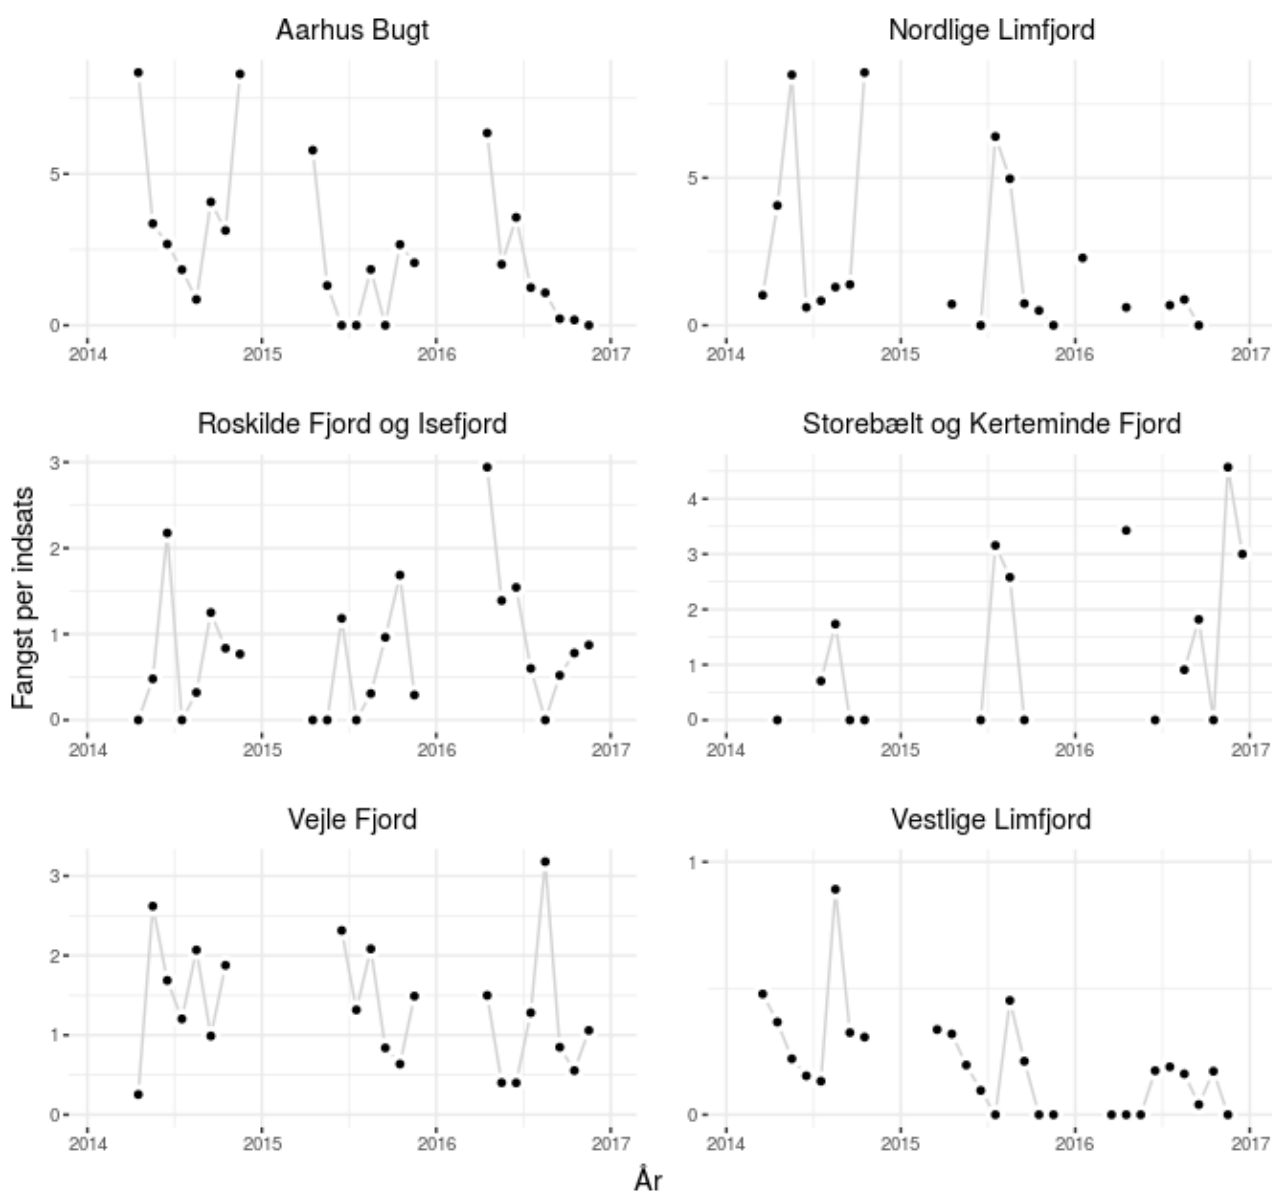 Aarhus Bugt
Nordlige Limfjord
5
0
2014 2015 2016 2017
5
0
2014 2015 2016 2017
Roskilde Fjord og Isefjord
Storebælt og Kerteminde Fjord
Fangst per indsats
3
2
1
0
2014 2015 2016 2017
4
3
2
1
0
2014 2015 2016 2017
Vejle Fjord
Vestlige Limfjord
3
2
1
0
2014 2015 2016 2017
1
0
2014 2015 2016 2017
År